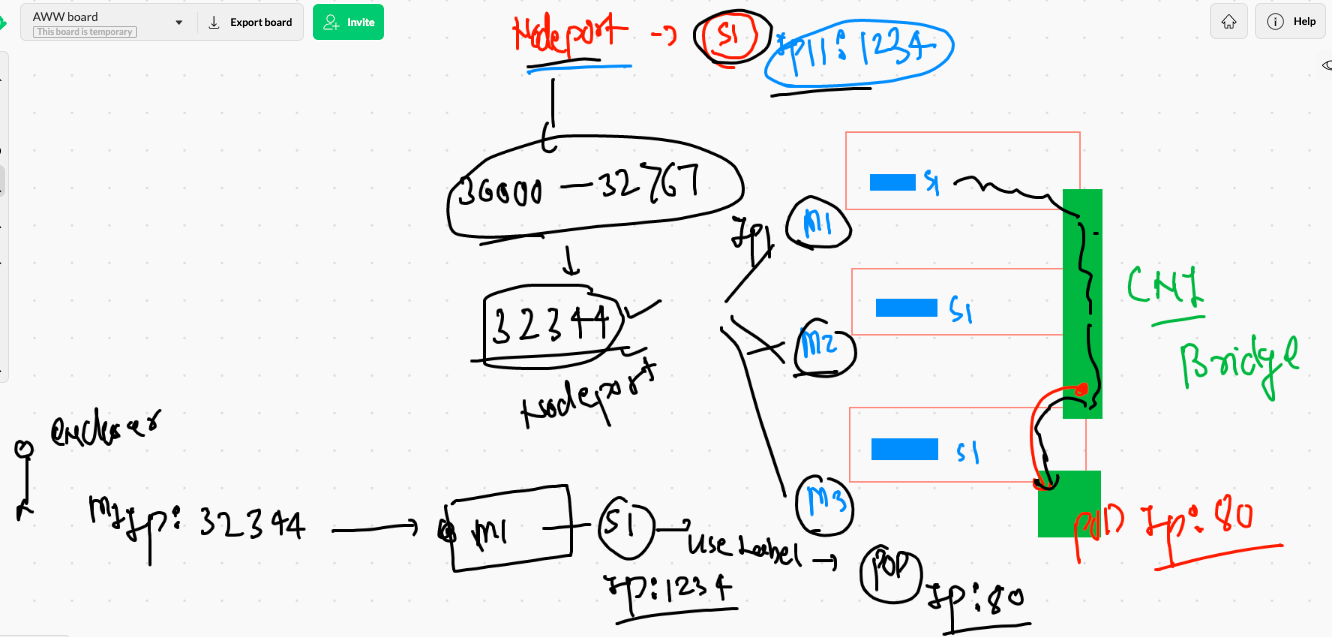 AWW board
This board is temporary
Export board
Invite
Help
Nodeport → S1
IP11:1234
30000 - 32767
32344
Nodeport
IP1
M1
S1
M2
S1
M3
S1
CNI
Bridge
POD IP:80
enduser
M1 IP: 32344
M1
S1
IP:1234
Use Label →
POD
IP:80